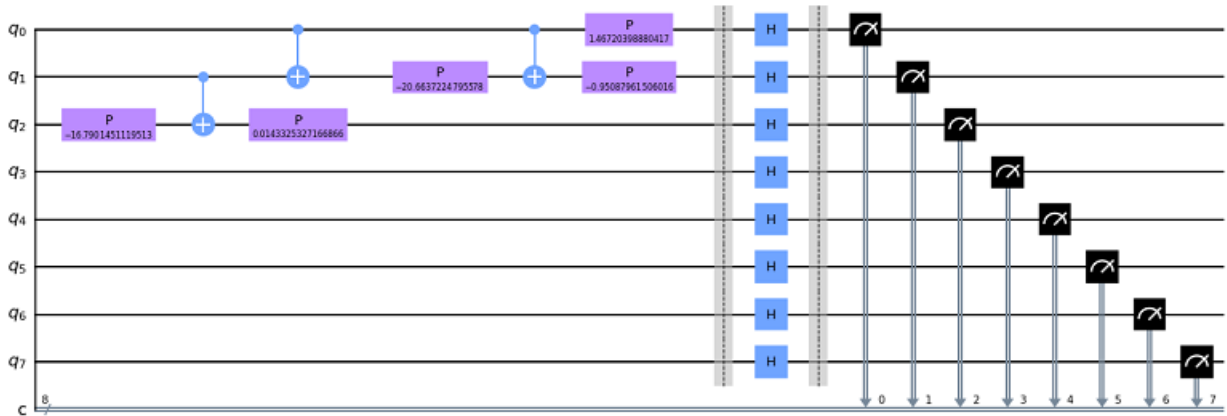 q0 P H
1.46720398880417
q1 P P H
−20.6637224795578 −0.95087961506016
q2 P P H
−16.7901451119513 0.0143325327166866
q3 H
q4 H
q5 H
q6 H
q7 H
8 0 1 2 3 4 5 6 7
c